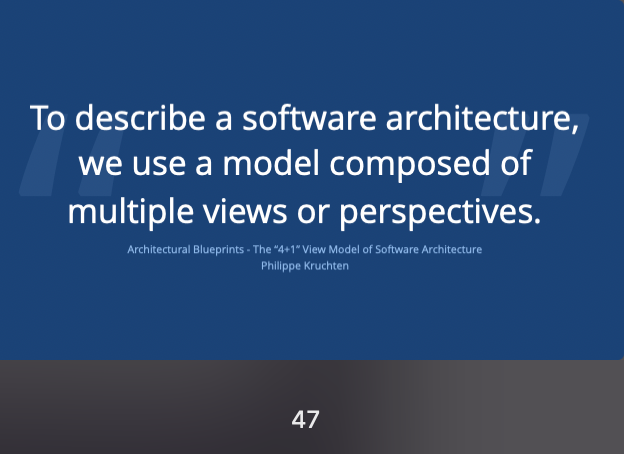 To describe a software architecture,
we use a model composed of
multiple views or perspectives.
Architectural Blueprints - The “4+1” View Model of Software Architecture
Philippe Kruchten
47